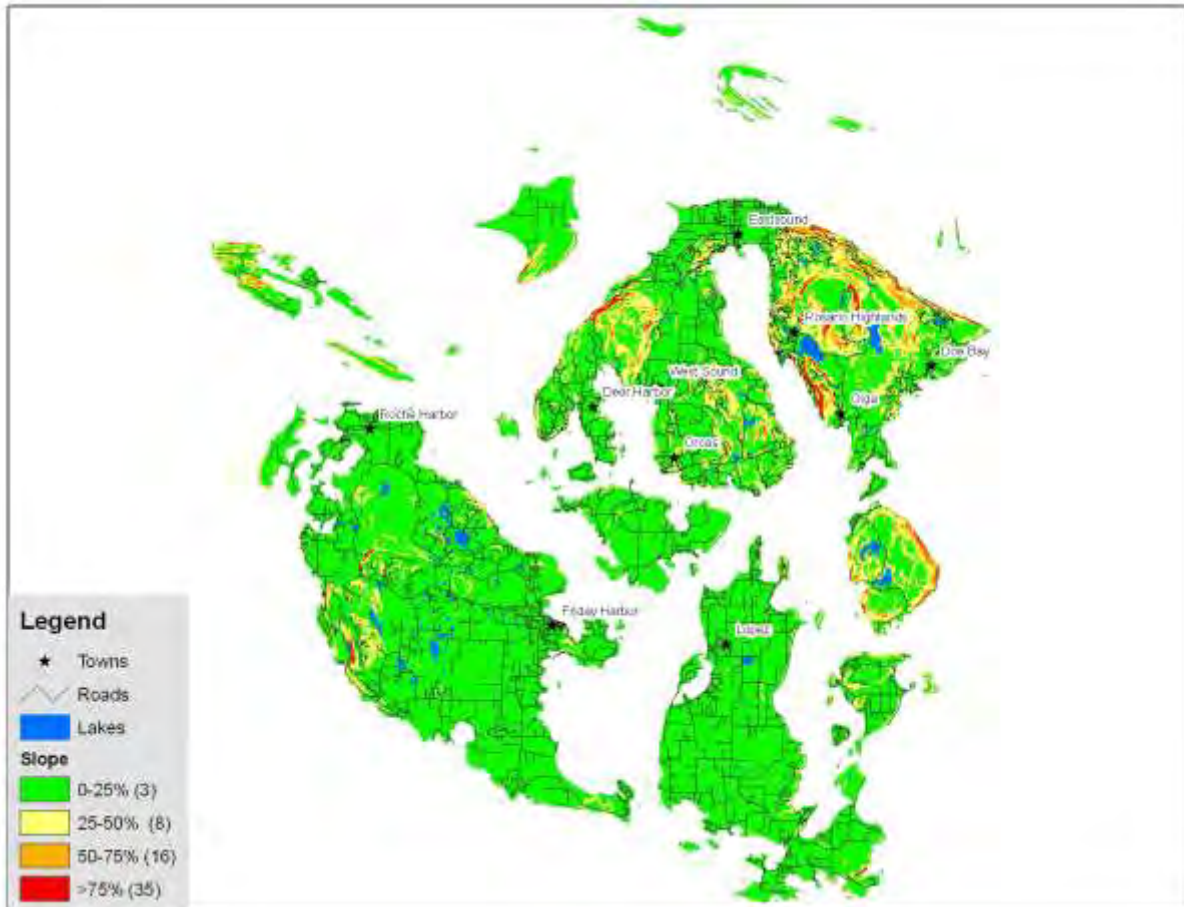 Eastsound
Rosario Highlands
Doe Bay
West Sound
Deer Harbor
Olga
Roche Harbor
Orcas
Friday Harbor
Lopez
Legend
Towns
Roads
Lakes
Slope
0-25% (3)
25-50% (8)
50-75% (16)
>75% (35)